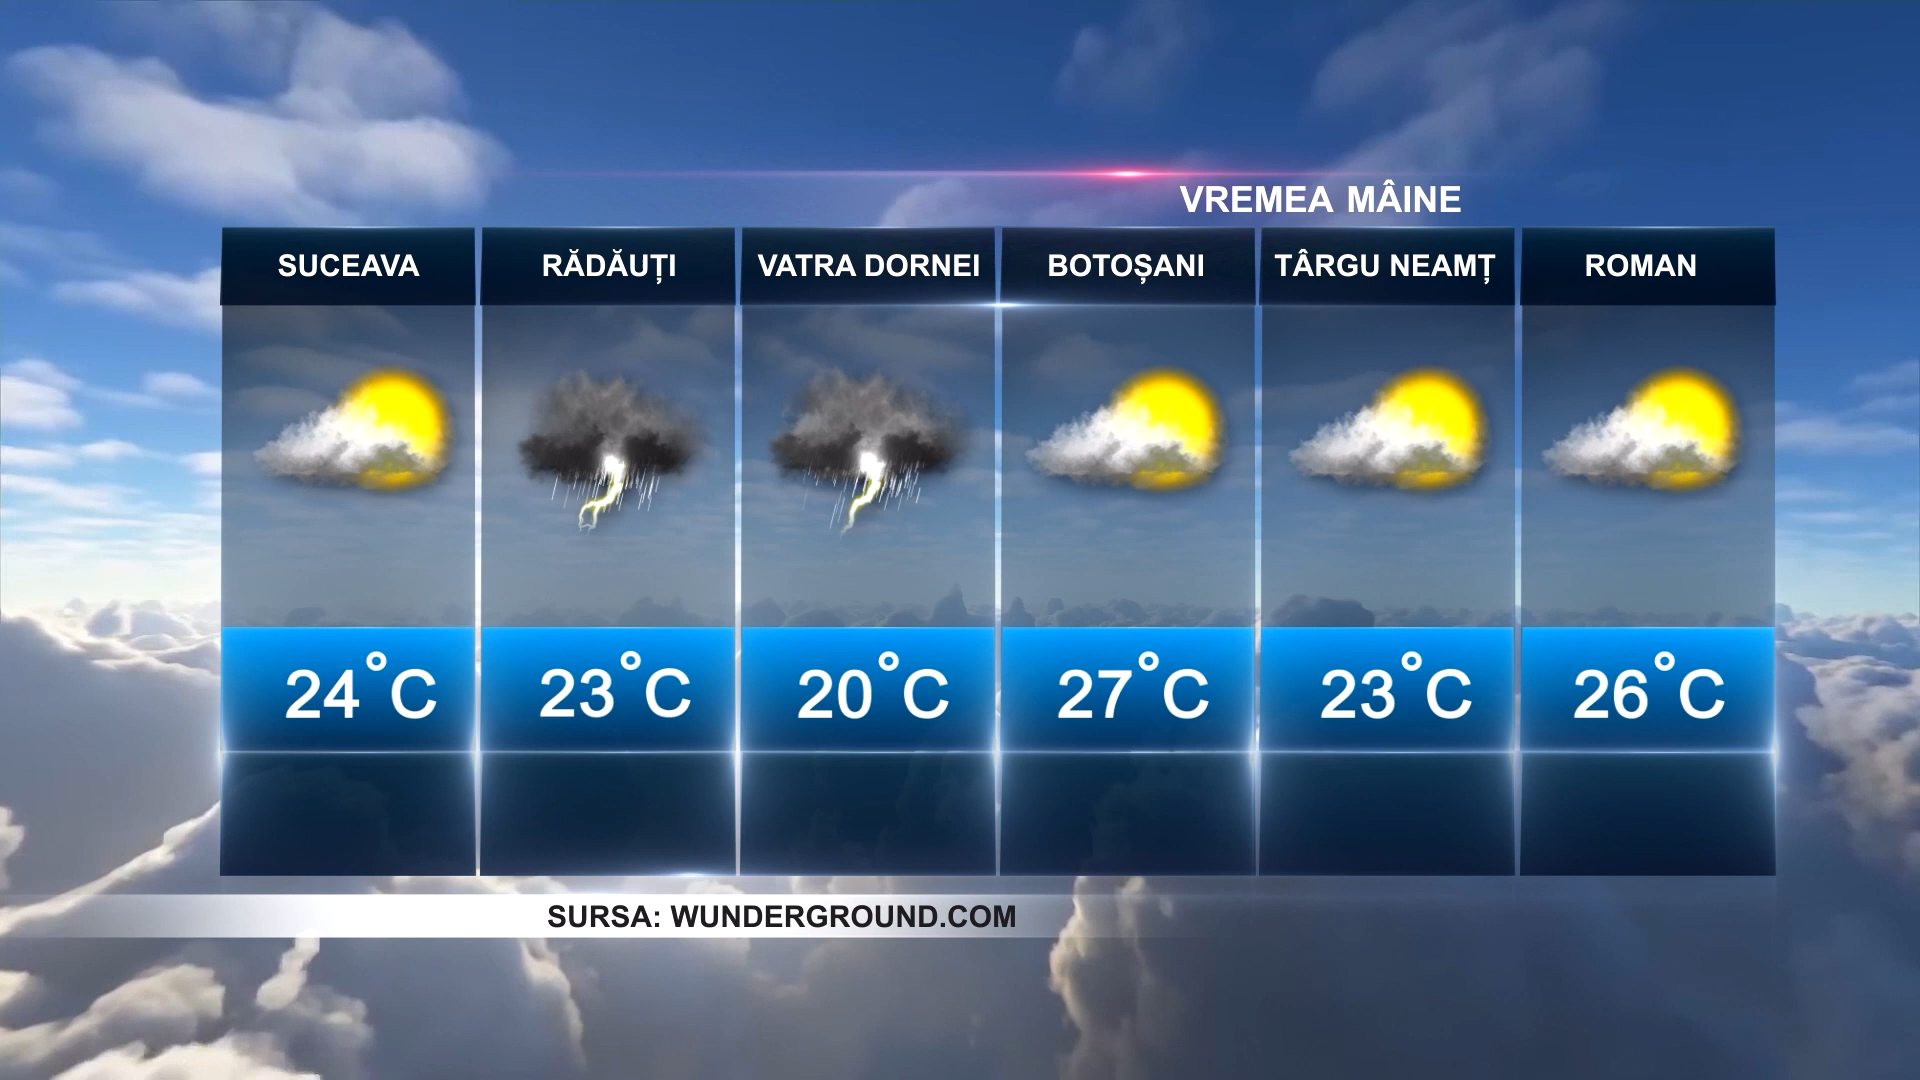 VREMEA MÂINE
SUCEAVA
RĂDĂUȚI
VATRA DORNEI
BOTOȘANI
TÂRGU NEAMȚ
ROMAN
24°C
23°C
20°C
27°C
23°C
26°C
SURSA: WUNDERGROUND.COM